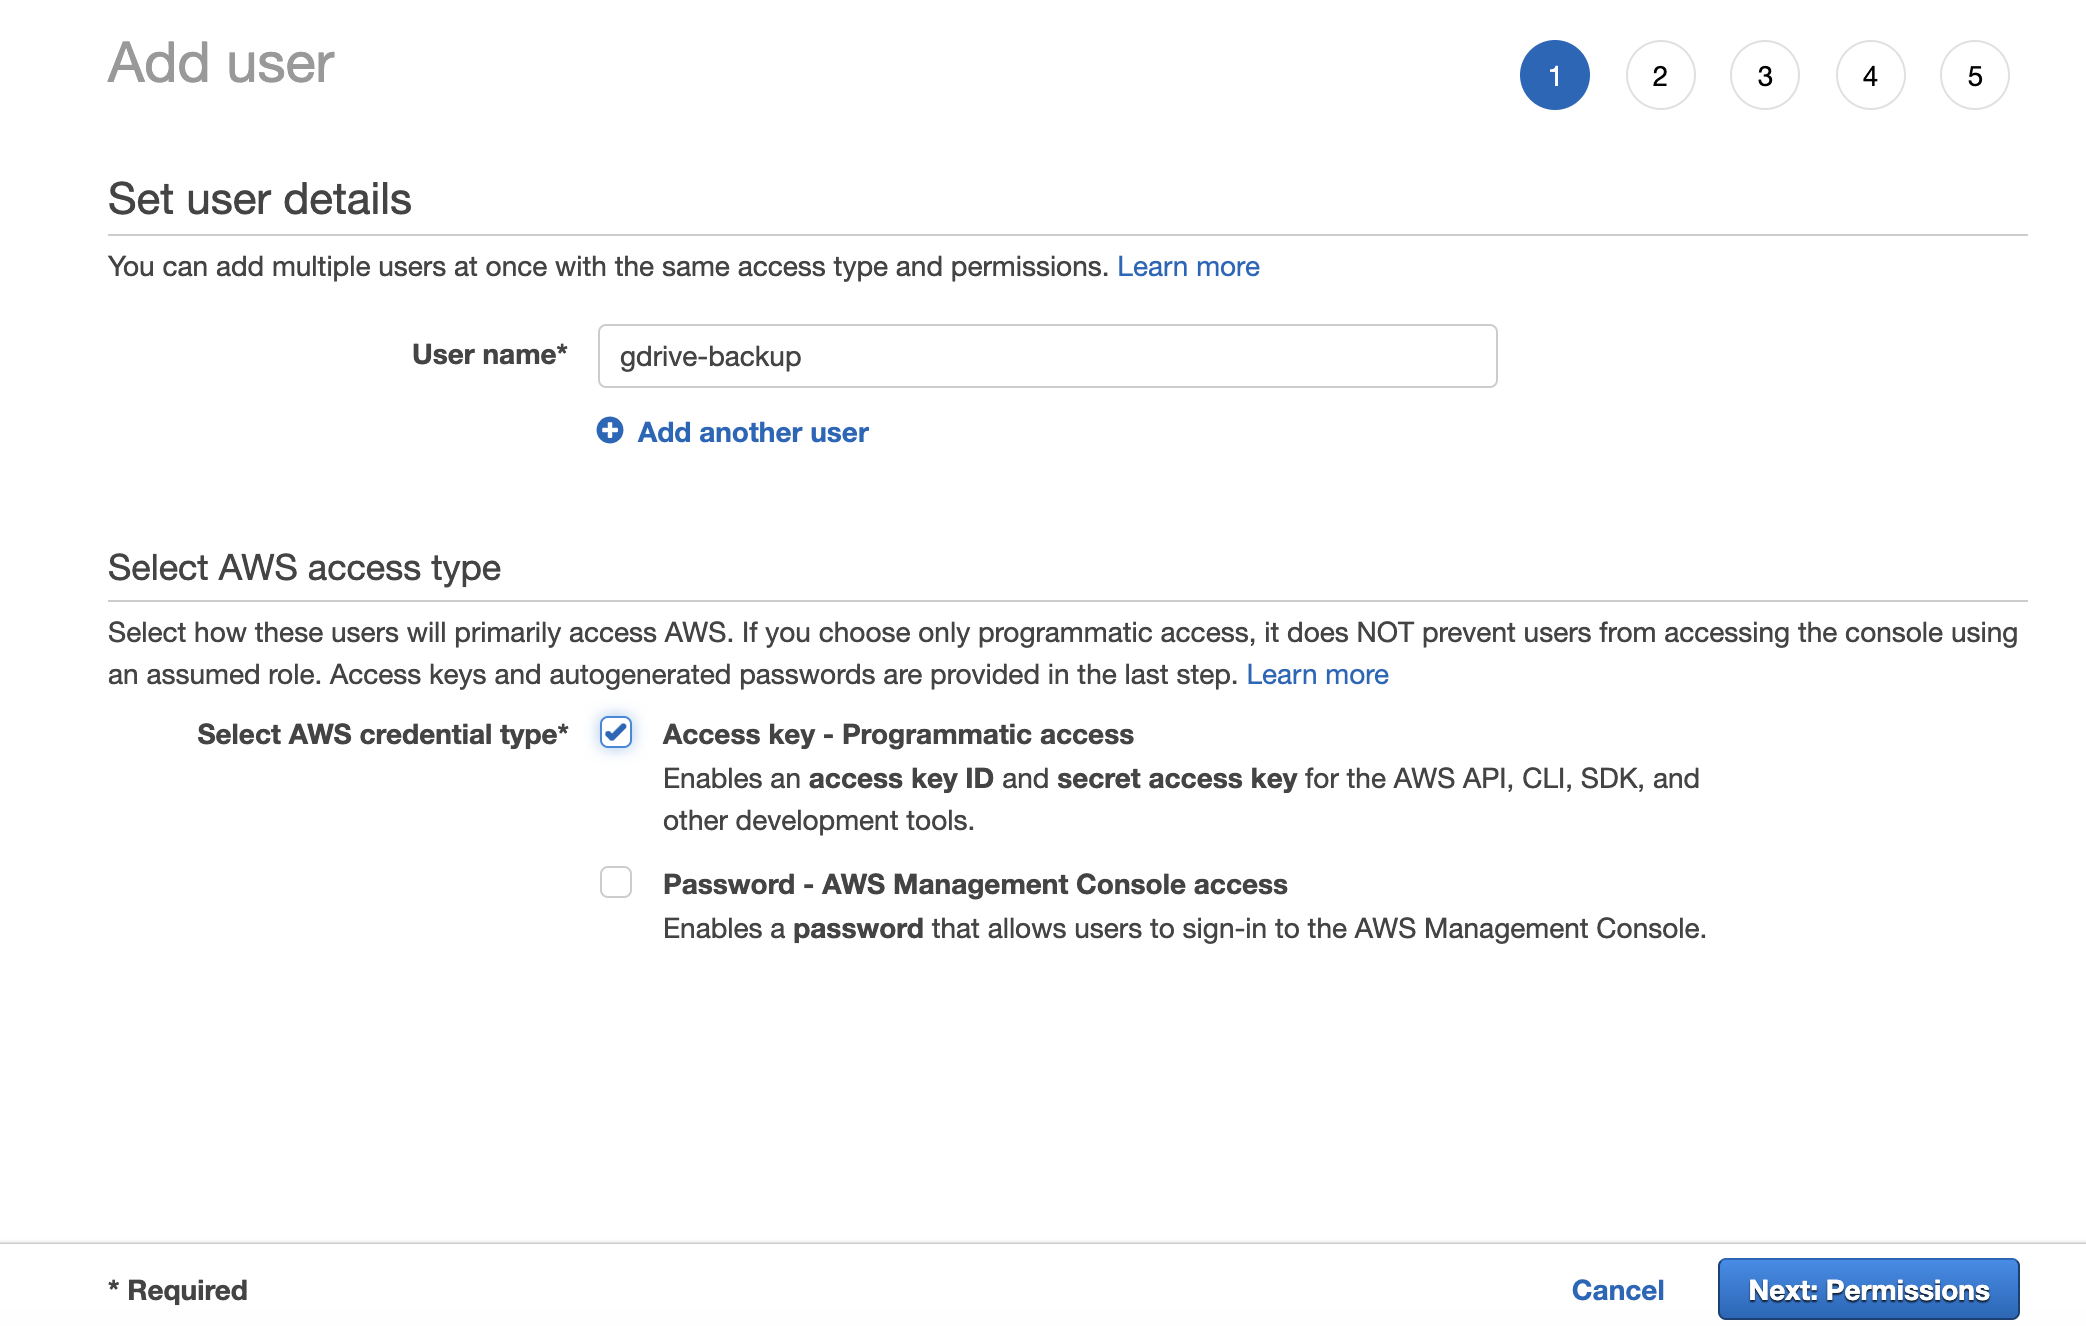 Add user
1 2 3 4 5
Set user details
You can add multiple users at once with the same access type and permissions. Learn more
User name* gdrive-backup
Add another user
Select AWS access type
Select how these users will primarily access AWS. If you choose only programmatic access, it does NOT prevent users from accessing the console using
an assumed role. Access keys and autogenerated passwords are provided in the last step. Learn more
Select AWS credential type* Access key - Programmatic access
Enables an access key ID and secret access key for the AWS API, CLI, SDK, and
other development tools.
Password - AWS Management Console access
Enables a password that allows users to sign-in to the AWS Management Console.
* Required Cancel Next: Permissions